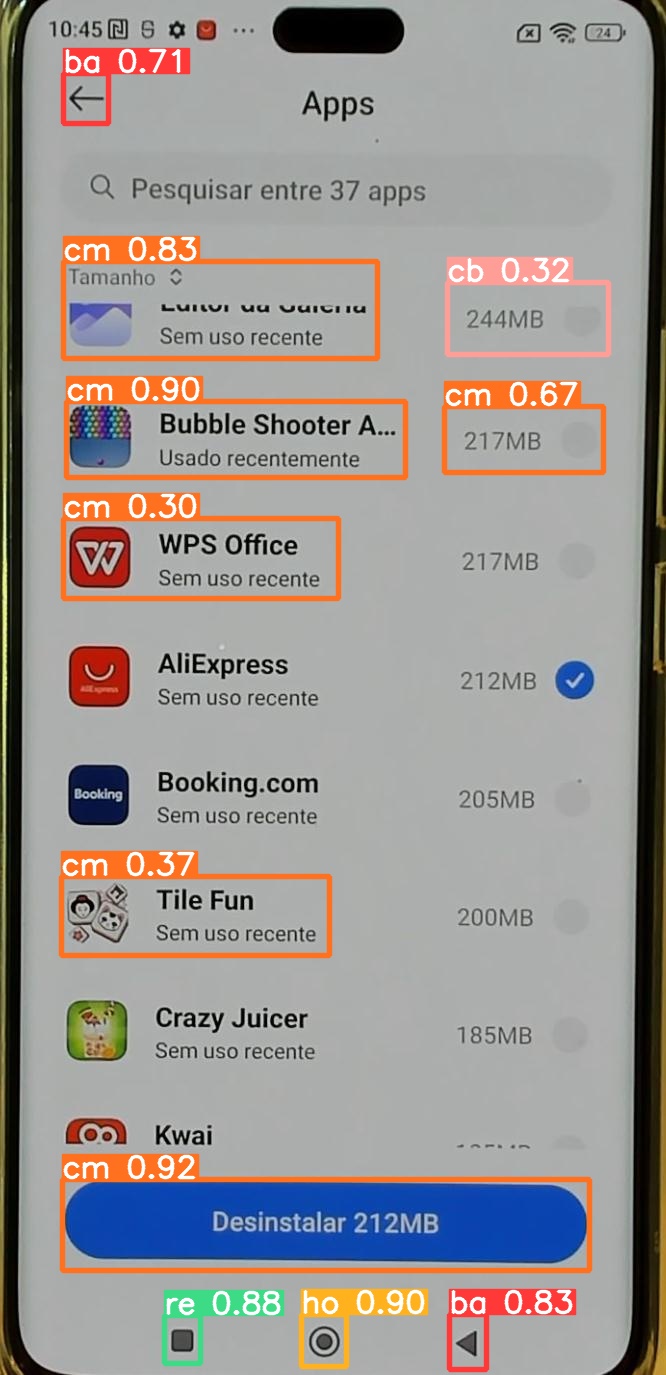 10:45
24
ba 0.71
Apps
Pesquisar entre 37 apps
cm 0.83
Tamanho
cb 0.32
Editor da Galeria
244MB
Sem uso recente
cm 0.90
cm 0.67
Bubble Shooter A...
217MB
Usado recentemente
cm 0.30
WPS Office
217MB
Sem uso recente
AliExpress
AliExpress
212MB
Sem uso recente
Booking.com
Booking
205MB
Sem uso recente
cm 0.37
Tile Fun
200MB
Sem uso recente
Crazy Juicer
185MB
Sem uso recente
Kwai
cm 0.92
Desinstalar 212MB
re 0.88
ho 0.90
ba 0.83